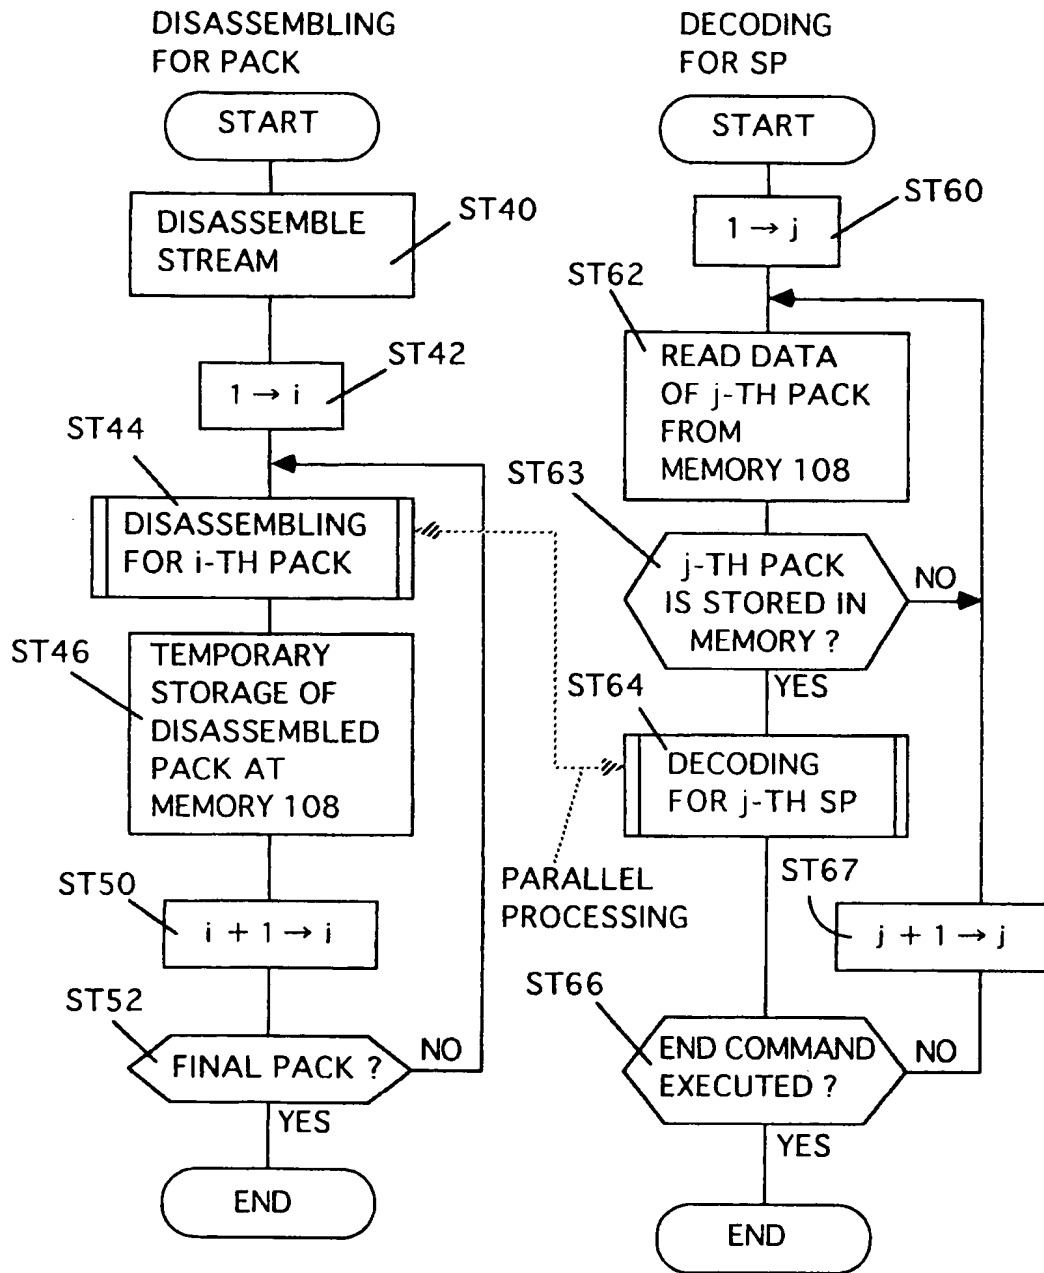 DISASSEMBLING
FOR PACK
START
DISASSEMBLE
STREAM
ST40
1 → i
ST42
ST44
DISASSEMBLING
FOR i-TH PACK
ST46
TEMPORARY
STORAGE OF
DISASSEMBLED
PACK AT
MEMORY 108
ST50
i + 1 → i
ST52
FINAL PACK ?
NO
YES
END
PARALLEL
PROCESSING
DECODING
FOR SP
START
ST60
1 → j
ST62
READ DATA
OF j-TH PACK
FROM
MEMORY 108
ST63
j-TH PACK
IS STORED IN
MEMORY ?
NO
YES
ST64
DECODING
FOR j-TH SP
ST67
j + 1 → j
ST66
END COMMAND
EXECUTED ?
NO
YES
END